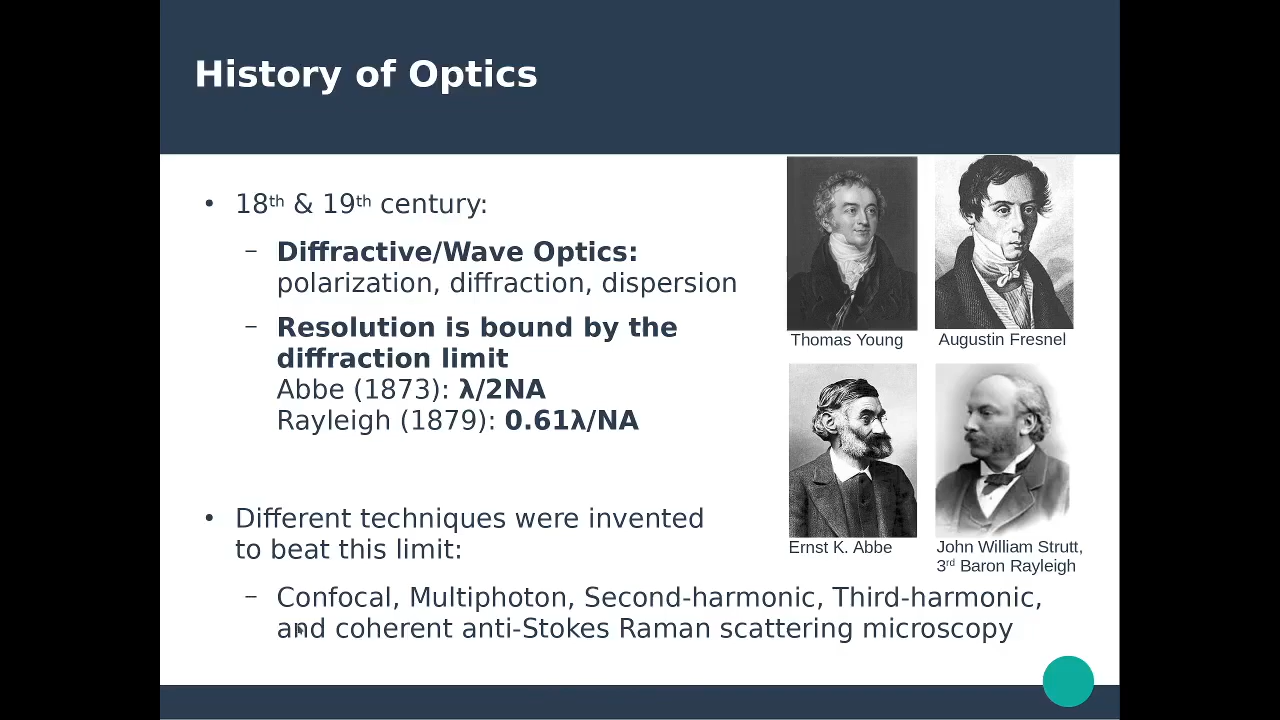 History of Optics
• 18th & 19th century:
– Diffractive/Wave Optics:
polarization, diffraction, dispersion
– Resolution is bound by the
diffraction limit
Abbe (1873): λ/2NA
Rayleigh (1879): 0.61λ/NA
• Different techniques were invented
to beat this limit:
– Confocal, Multiphoton, Second-harmonic, Third-harmonic,
and coherent anti-Stokes Raman scattering microscopy
Thomas Young
Augustin Fresnel
Ernst K. Abbe
John William Strutt,
3rd Baron Rayleigh